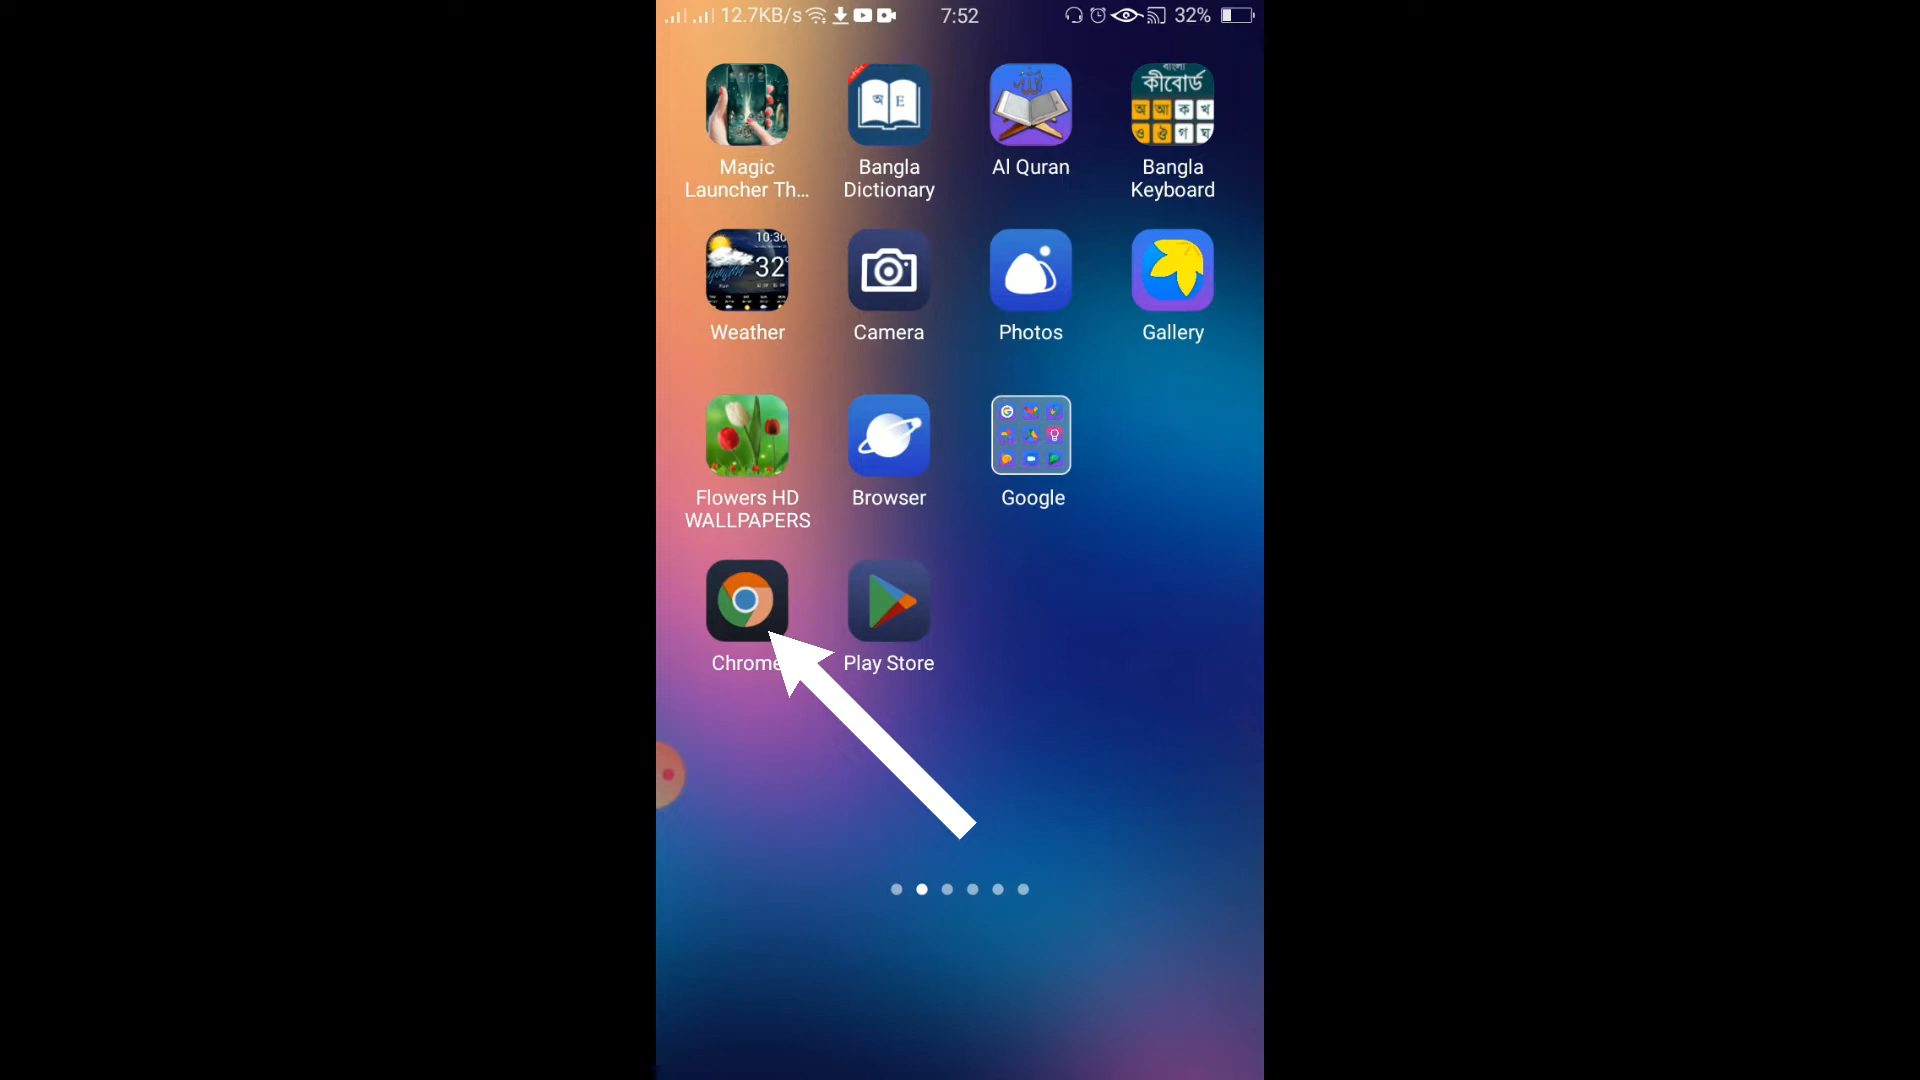 12.7KB/s 7:52 32%
বাংলা
কীবোর্ড
অ আ ক খ
ও ঔ গ ঘ
অ E
Magic
Launcher Th...
Bangla
Dictionary
Al Quran
Bangla
Keyboard
10:30
32°
Weather
Camera
Photos
Gallery
Flowers HD
WALLPAPERS
Browser
Google
Chrome
Play Store